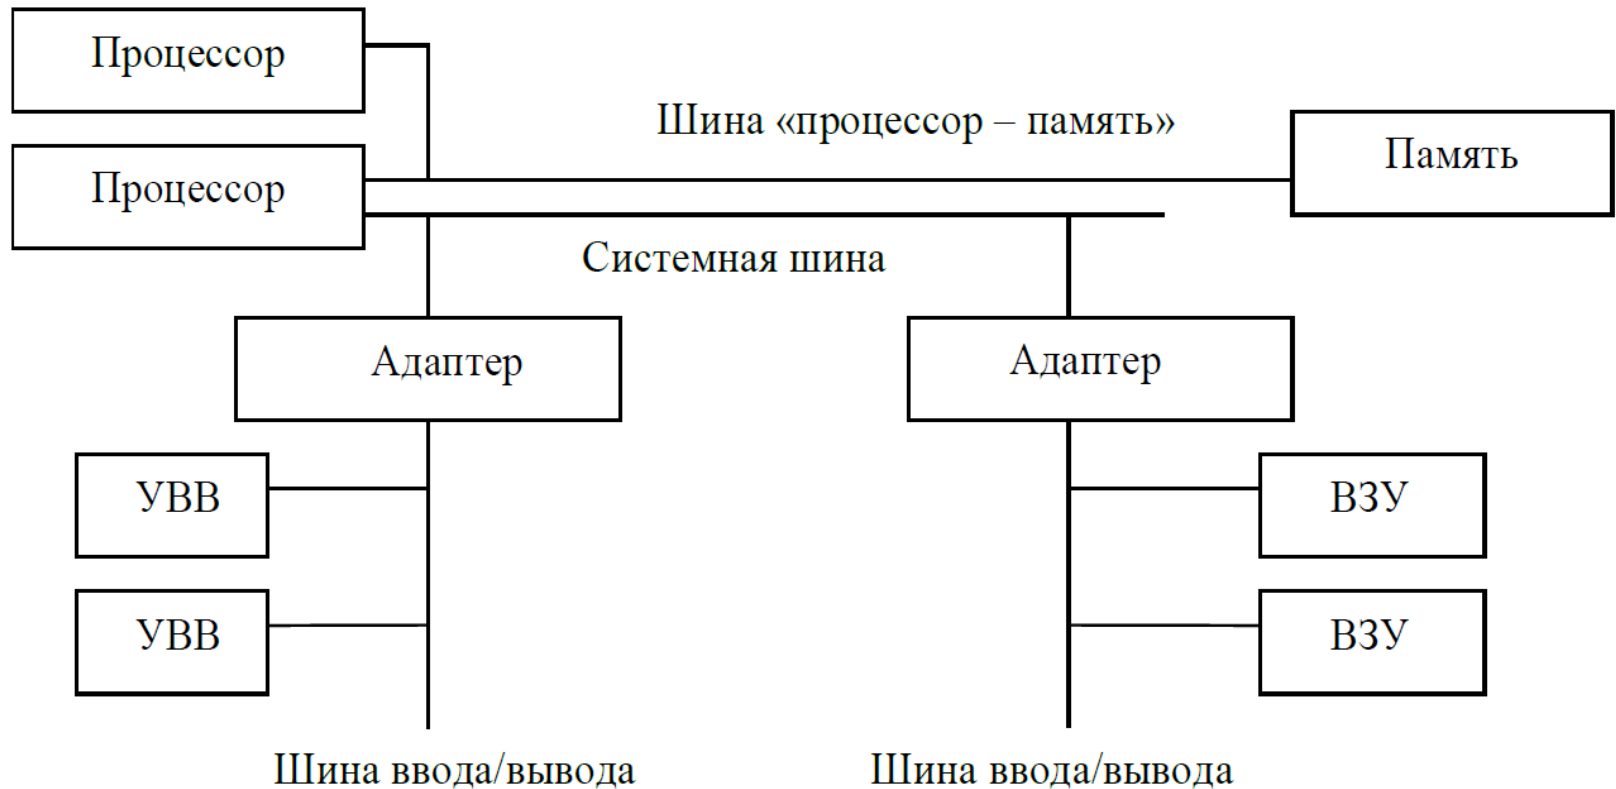 Процессор
Шина «процессор – память»
Память
Процессор
Системная шина
Адаптер
Адаптер
УВВ
ВЗУ
УВВ
ВЗУ
Шина ввода/вывода
Шина ввода/вывода